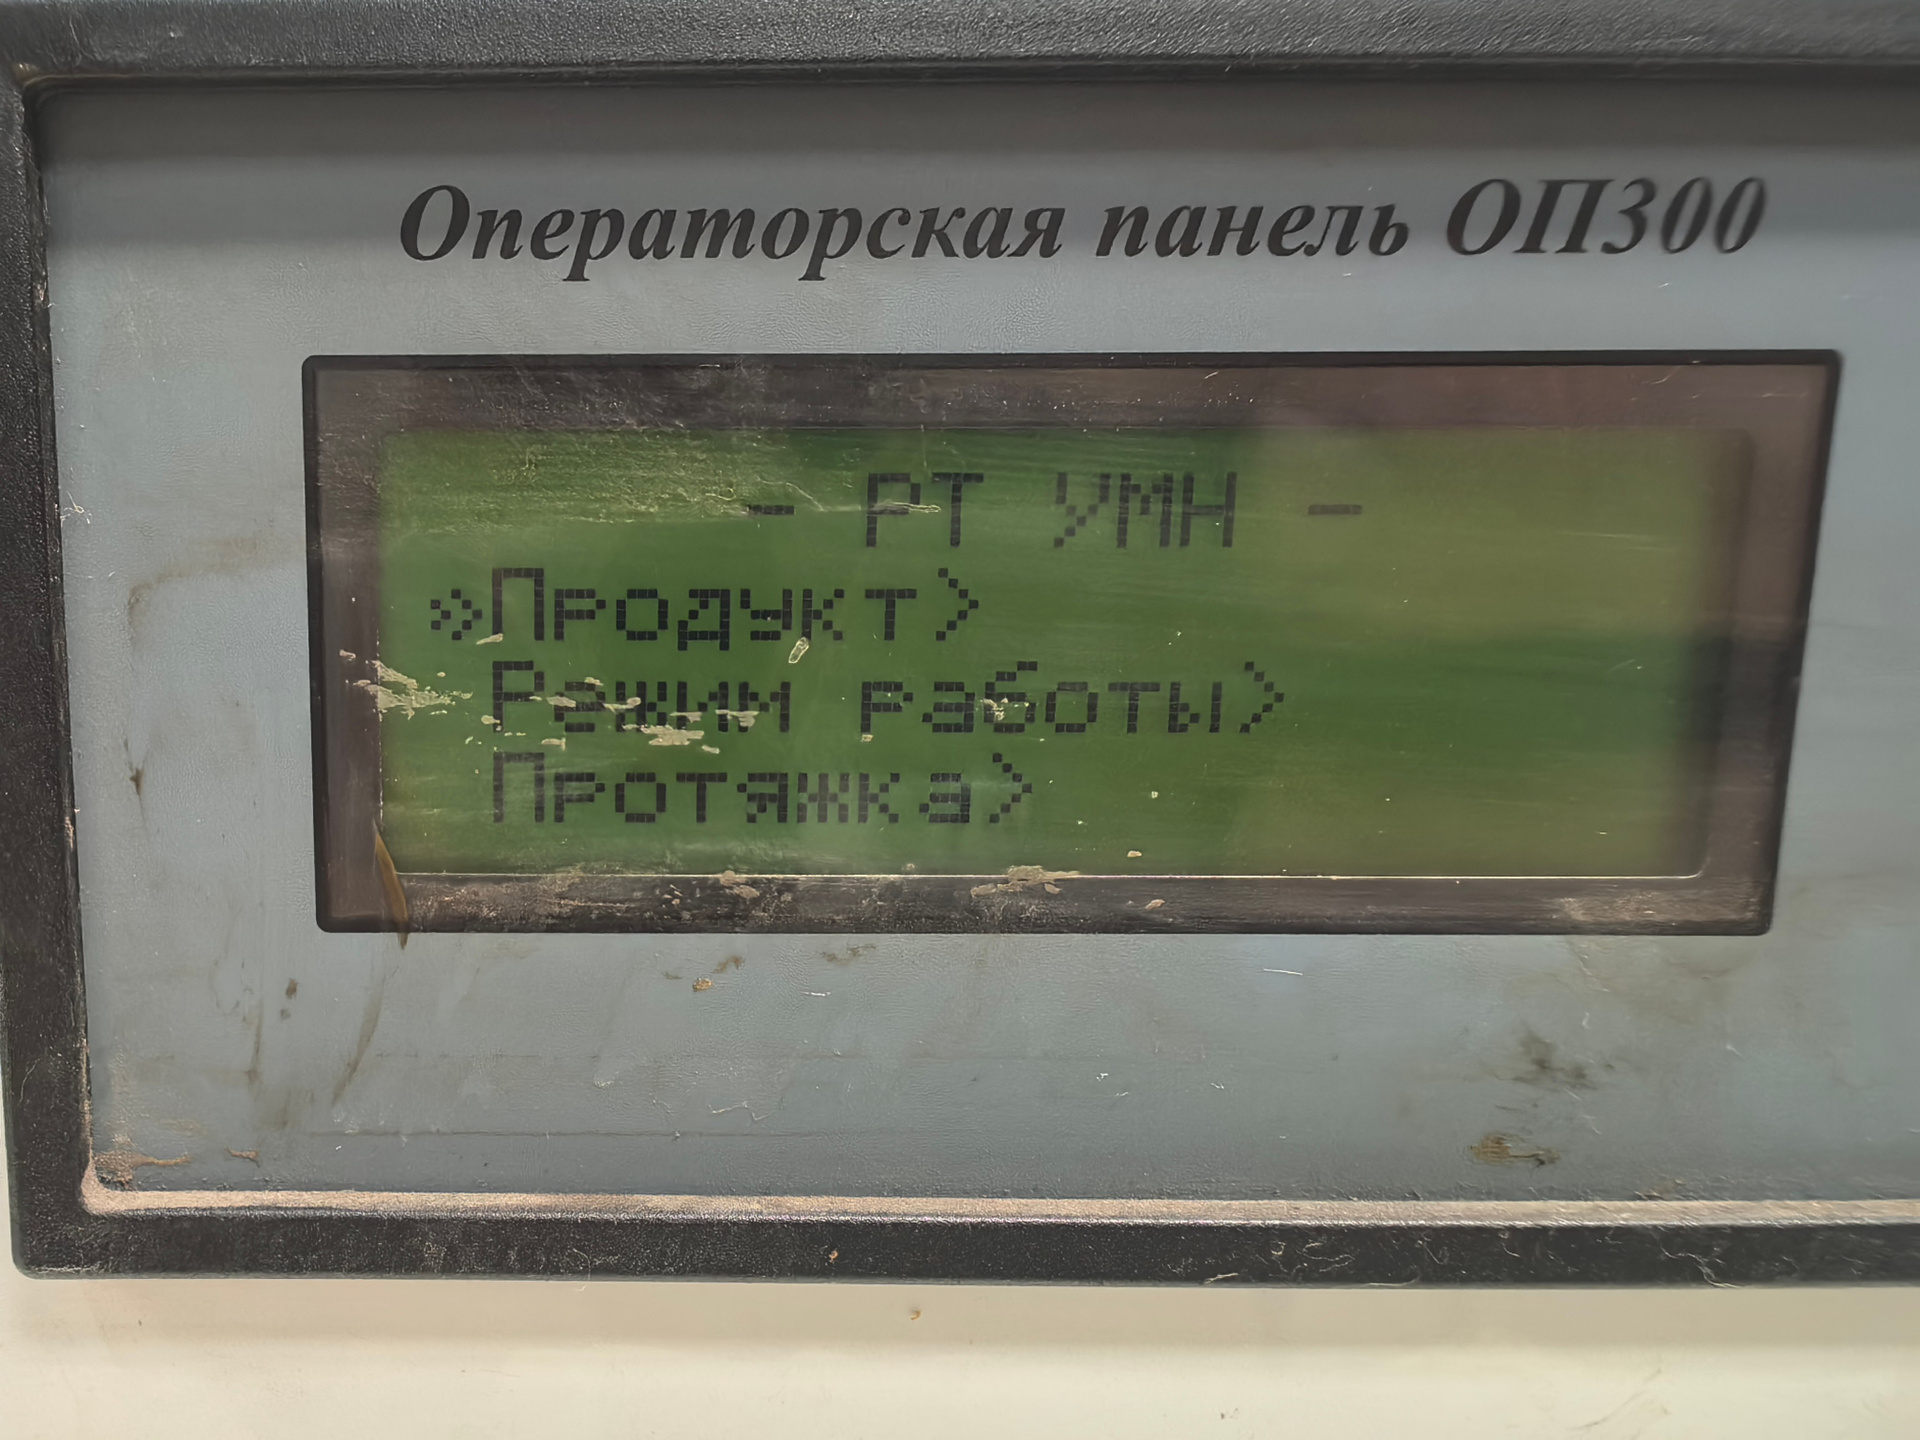 Операторская панель ОП300
- РТ УМН -
»Продукт>
Режим работы>
Протяжка>